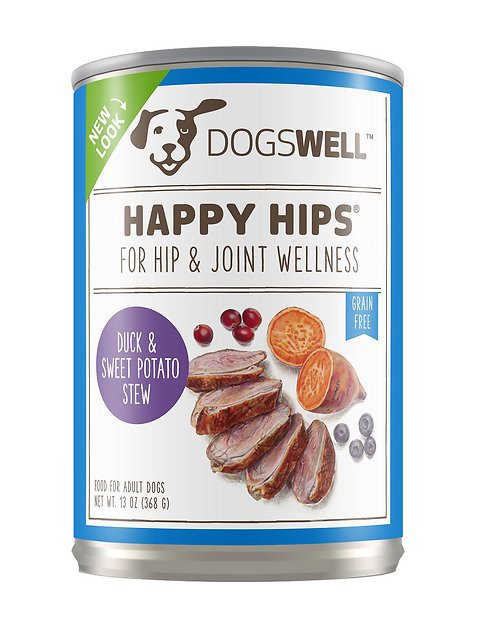 NEW
LOOK
DOGSWELL™
HAPPY HIPS®
FOR HIP & JOINT WELLNESS
GRAIN
FREE
DUCK &
SWEET POTATO
STEW
FOOD FOR ADULT DOGS
NET WT. 13 OZ (368 G)